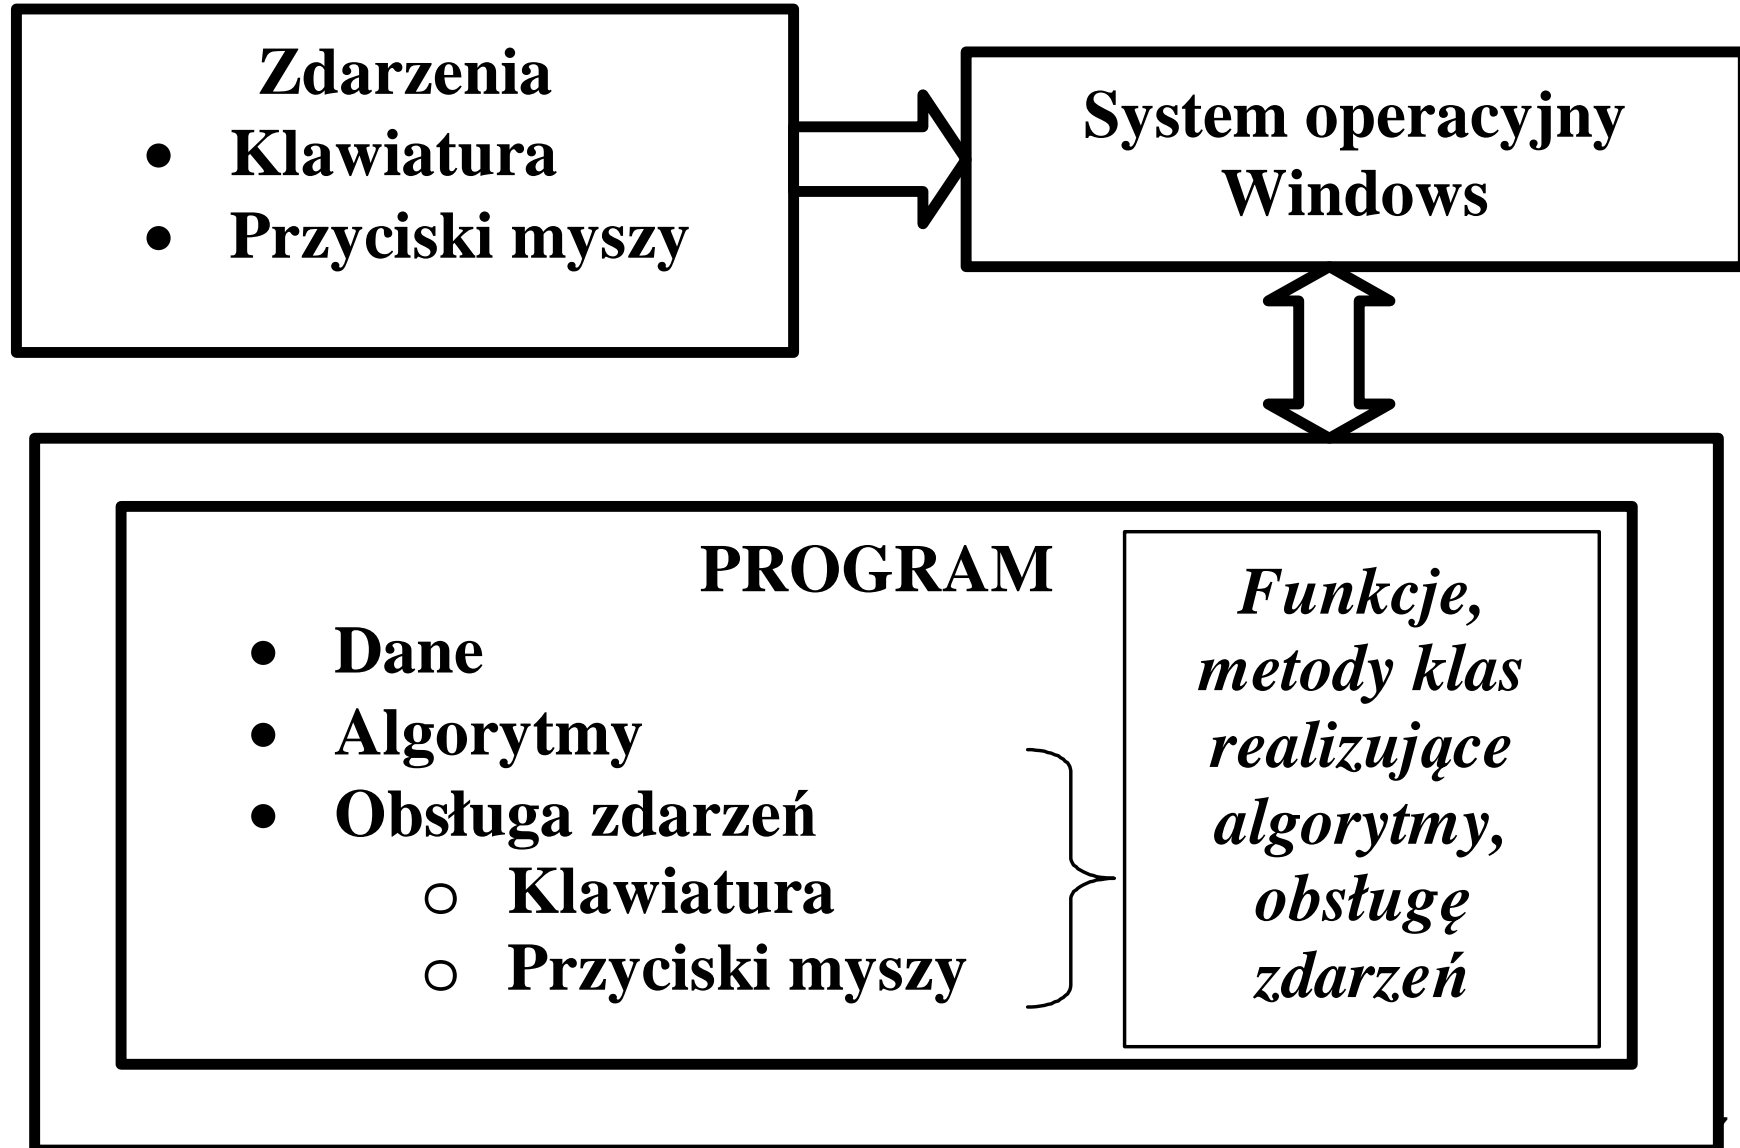 Zdarzenia
• Klawiatura
• Przyciski myszy
System operacyjny
Windows
PROGRAM
• Dane
• Algorytmy
• Obsługa zdarzeń
o Klawiatura
o Przyciski myszy
Funkcje,
metody klas
realizujące
algorytmy,
obsługę
zdarzeń